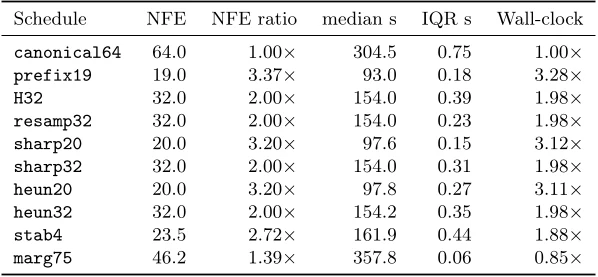 Schedule NFE NFE ratio median s IQR s Wall-clock
canonical64 64.0 1.00× 304.5 0.75 1.00×
prefix19 19.0 3.37× 93.0 0.18 3.28×
H32 32.0 2.00× 154.0 0.39 1.98×
resamp32 32.0 2.00× 154.0 0.23 1.98×
sharp20 20.0 3.20× 97.6 0.15 3.12×
sharp32 32.0 2.00× 154.0 0.31 1.98×
heun20 20.0 3.20× 97.8 0.27 3.11×
heun32 32.0 2.00× 154.2 0.35 1.98×
stab4 23.5 2.72× 161.9 0.44 1.88×
marg75 46.2 1.39× 357.8 0.06 0.85×